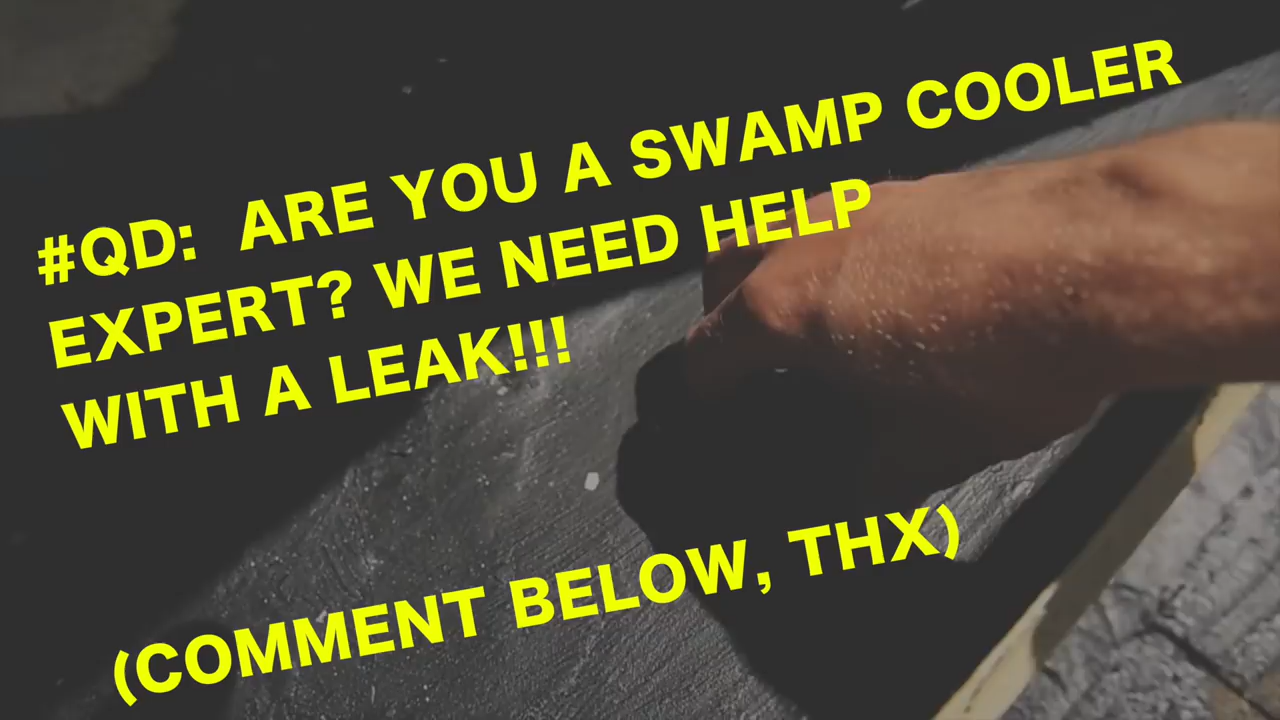 #QD:  ARE YOU A SWAMP COOLER
EXPERT? WE NEED HELP
WITH A LEAK!!!
(COMMENT BELOW, THX)